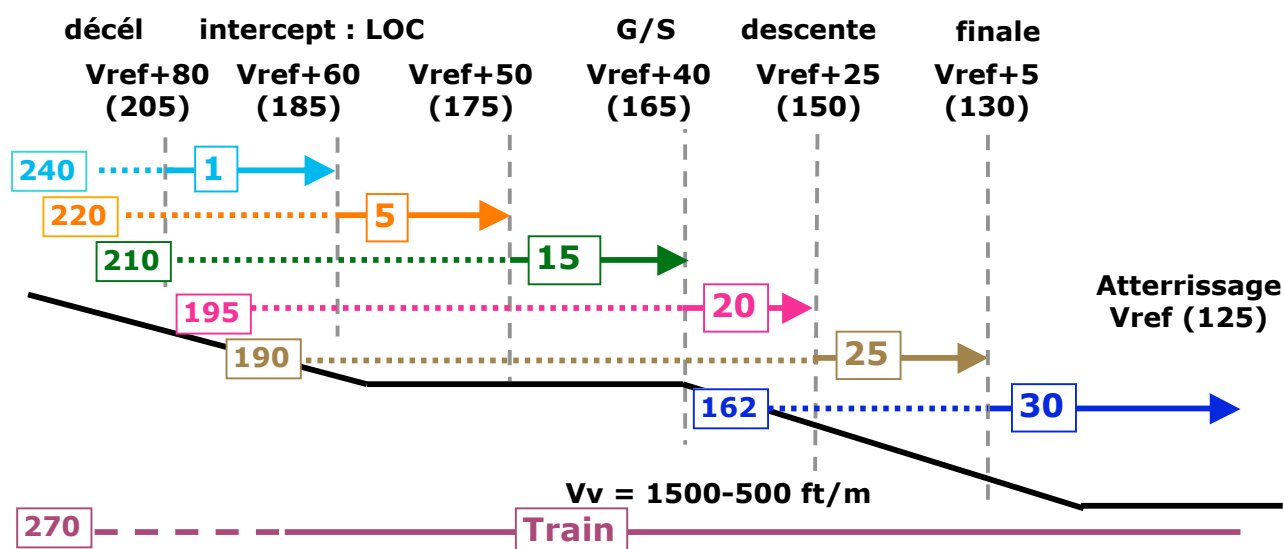 décél intercept : LOC G/S descente finale
Vref+80 Vref+60 Vref+50 Vref+40 Vref+25 Vref+5
(205) (185) (175) (165) (150) (130)
240 1
220 5
210 15
195 20
Atterrissage
Vref (125)
190 25
162 30
Vv = 1500-500 ft/m
270 Train